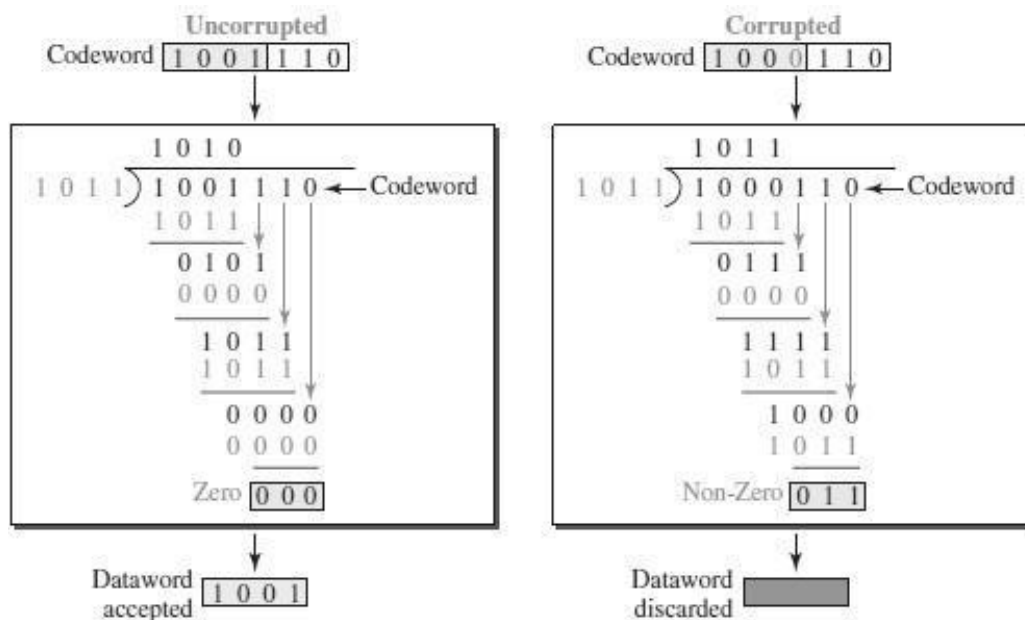 Uncorrupted
Codeword 1 0 0 1 1 1 0
1 0 1 0
1 0 1 1 ) 1 0 0 1 1 1 0 Codeword
1 0 1 1
0 1 0 1
0 0 0 0
1 0 1 1
1 0 1 1
0 0 0 0
0 0 0 0
Zero 0 0 0
Dataword
accepted 1 0 0 1
Corrupted
Codeword 1 0 0 0 1 1 0
1 0 1 1
1 0 1 1 ) 1 0 0 0 1 1 0 Codeword
1 0 1 1
0 1 1 1
0 0 0 0
1 1 1 1
1 0 1 1
1 0 0 0
1 0 1 1
Non-Zero 0 1 1
Dataword
discarded